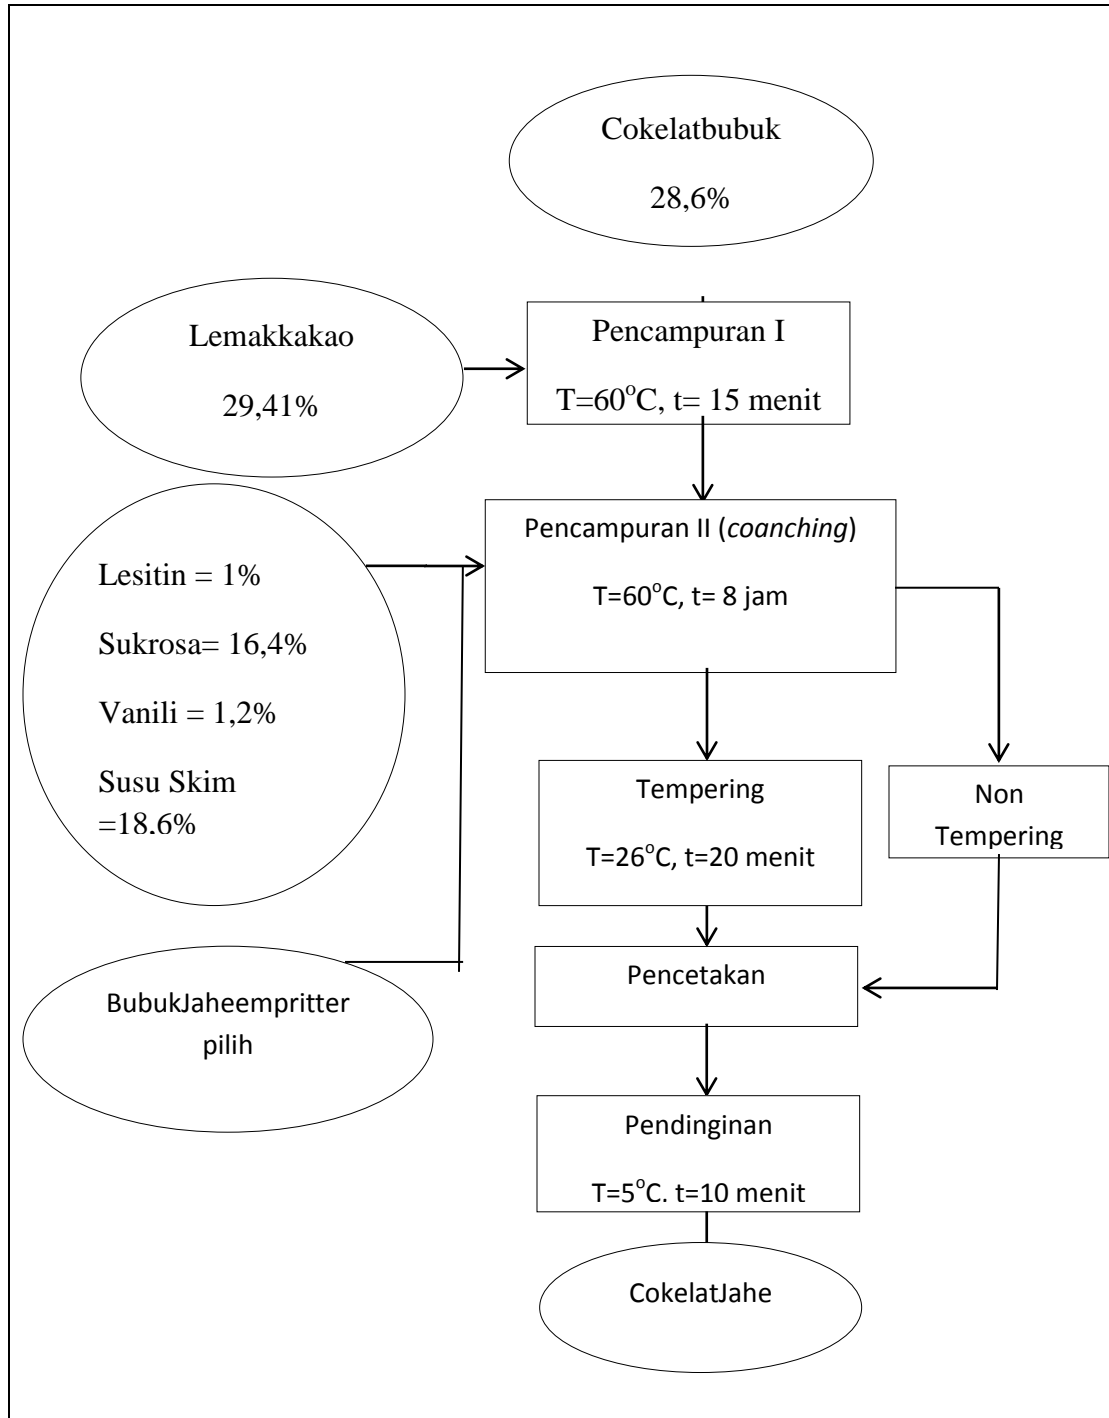 Cokelatbubuk
28,6%
Lemakkakao
29,41%
Pencampuran I
T=60°C, t= 15 menit
Pencampuran II (coanching)
T=60°C, t= 8 jam
Lesitin = 1%
Sukrosa= 16,4%
Vanili = 1,2%
Susu Skim
=18,6%
Tempering
T=26°C, t=20 menit
Non
Tempering
Pencetakan
BubukJaheempritter
pilih
Pendinginan
T=5°C. t=10 menit
CokelatJahe